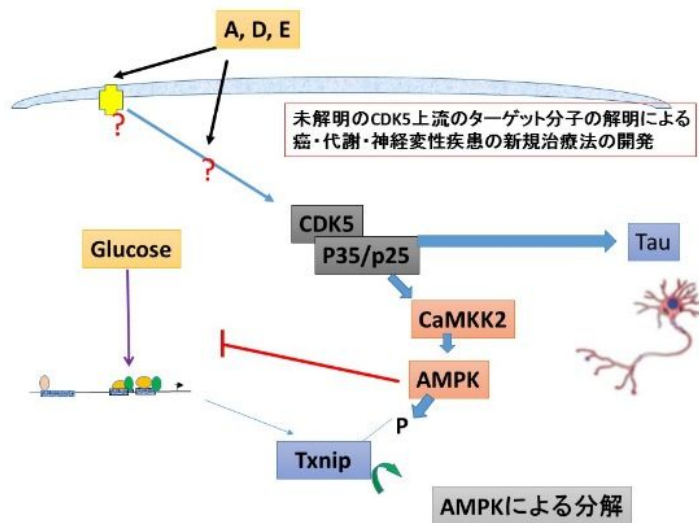 A, D, E
?
?
未解明のCDK5上流のターゲット分子の解明による
癌・代謝・神経変性疾患の新規治療法の開発
CDK5
P35/p25
Tau
Glucose
CaMKK2
AMPK
P
Txnip
AMPKによる分解